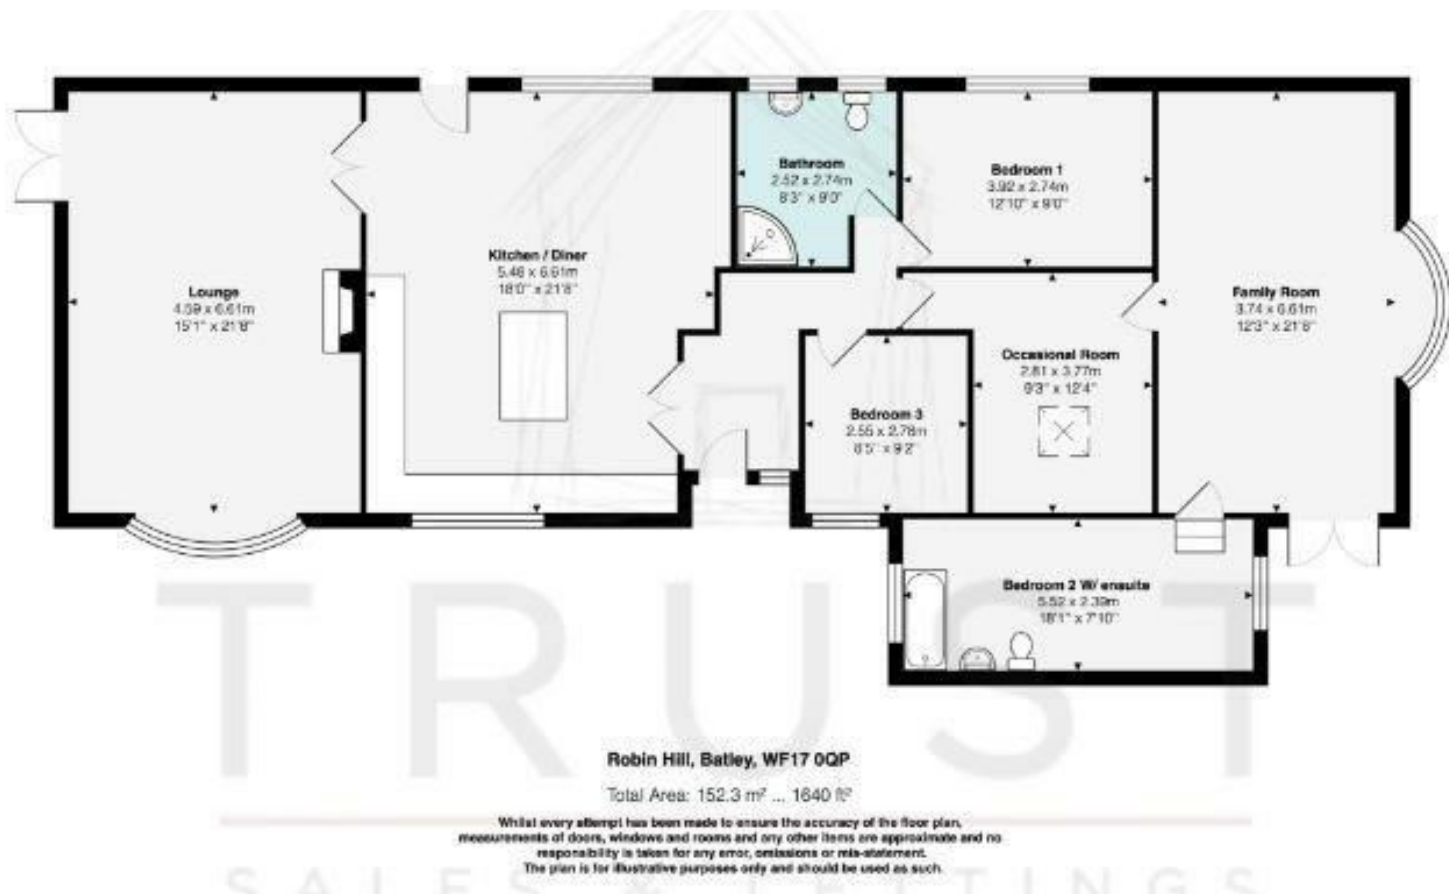 Bathroom
2.52 x 2.74m
8'3" x 9'0"
Bedroom 1
3.92 x 2.74m
12'10" x 9'0"
Kitchen / Diner
5.48 x 6.61m
18'0" x 21'8"
Lounge
4.59 x 6.61m
15'1" x 21'8"
Family Room
3.74 x 6.61m
12'3" x 21'8"
Occasional Room
2.81 x 3.77m
9'3" x 12'4"
Bedroom 3
2.55 x 2.78m
8'5" x 9'2"
Bedroom 2 W/ ensuite
5.52 x 2.39m
18'1" x 7'10"
TRUST
Robin Hill, Batley, WF17 0QP
Total Area: 152.3 m² ... 1640 ft²
Whilst every attempt has been made to ensure the accuracy of the floor plan,
measurements of doors, windows and rooms and any other items are approximate and no
responsibility is taken for any error, omissions or mis-statement.
The plan is for illustrative purposes only and should be used as such.
SALES & LETTINGS